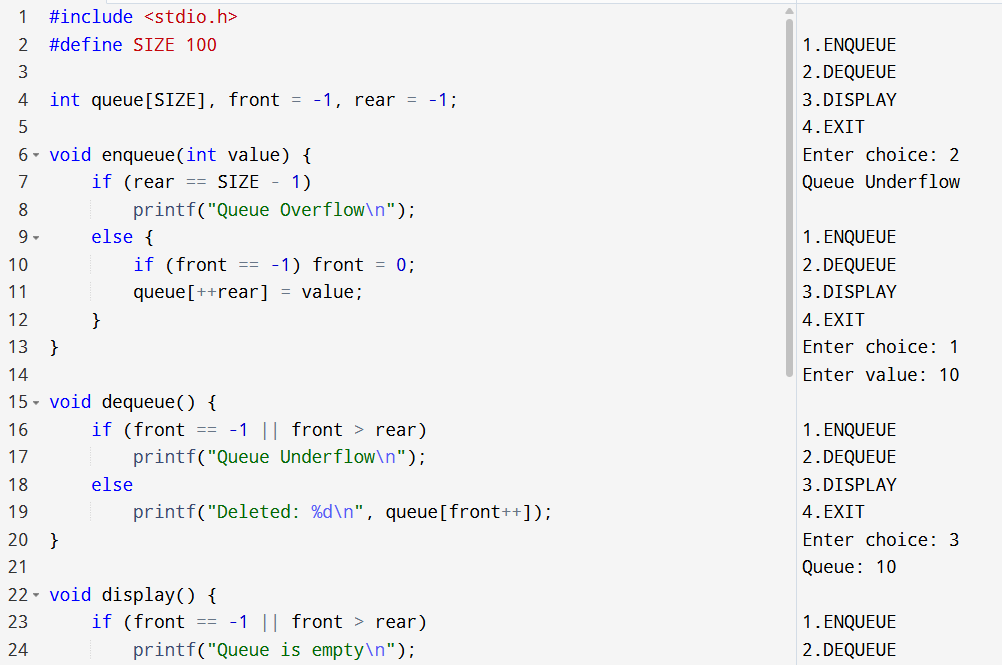 1 #include <stdio.h>
2 #define SIZE 100
3
4 int queue[SIZE], front = -1, rear = -1;
5
6 void enqueue(int value) {
7     if (rear == SIZE - 1)
8         printf("Queue Overflow\n");
9     else {
10         if (front == -1) front = 0;
11         queue[++rear] = value;
12     }
13 }
14
15 void dequeue() {
16     if (front == -1 || front > rear)
17         printf("Queue Underflow\n");
18     else
19         printf("Deleted: %d\n", queue[front++]);
20 }
21
22 void display() {
23     if (front == -1 || front > rear)
24         printf("Queue is empty\n");
1.ENQUEUE
2.DEQUEUE
3.DISPLAY
4.EXIT
Enter choice: 2
Queue Underflow
1.ENQUEUE
2.DEQUEUE
3.DISPLAY
4.EXIT
Enter choice: 1
Enter value: 10
1.ENQUEUE
2.DEQUEUE
3.DISPLAY
4.EXIT
Enter choice: 3
Queue: 10
1.ENQUEUE
2.DEQUEUE